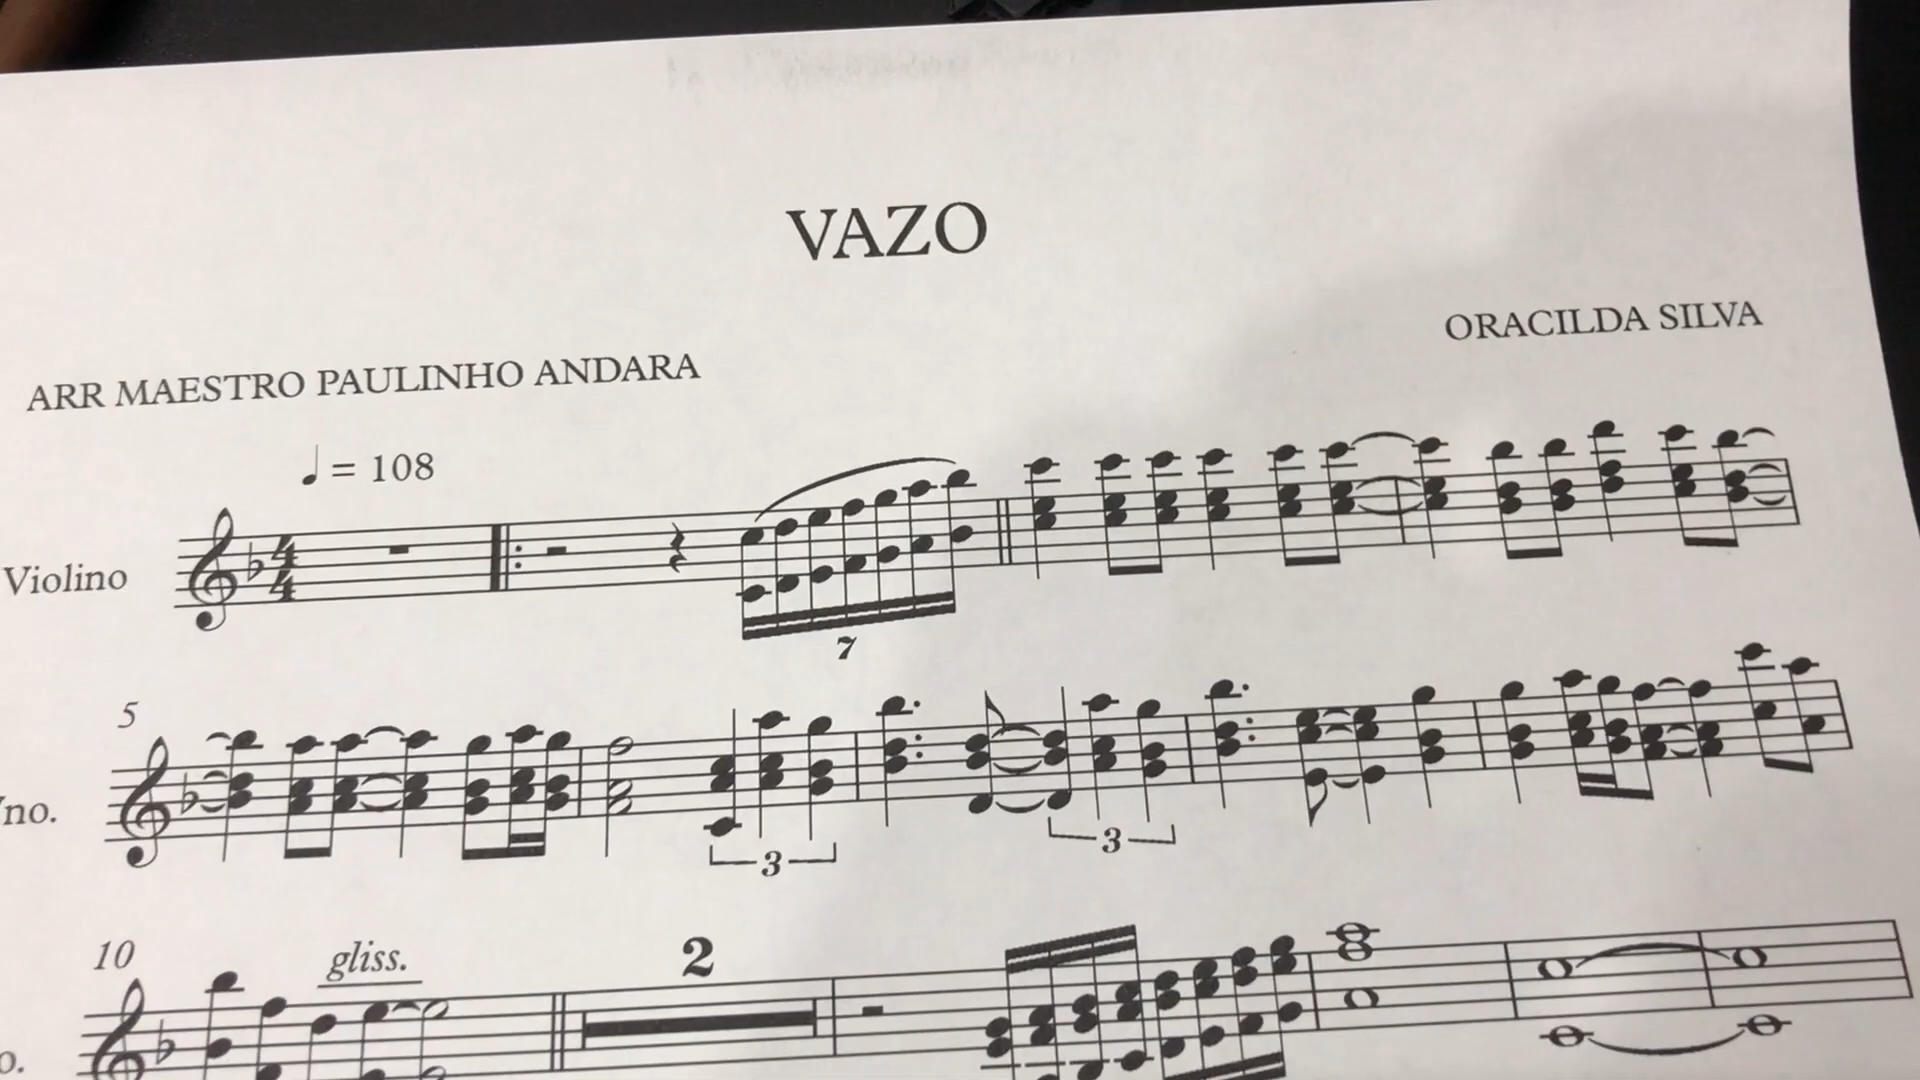 VAZO
ORACILDA SILVA
ARR MAESTRO PAULINHO ANDARA
♩ = 108
Violino
7
5
no.
3
3
10
gliss.
2
o.